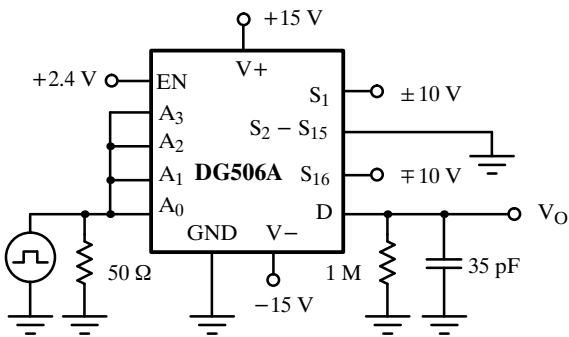 +15 V
V+
+2.4 V
EN
A3
A2
A1
A0
DG506A
S1
±10 V
S2 − S15
S16
∓10 V
D
VO
GND
V−
50 Ω
−15 V
1 M
35 pF